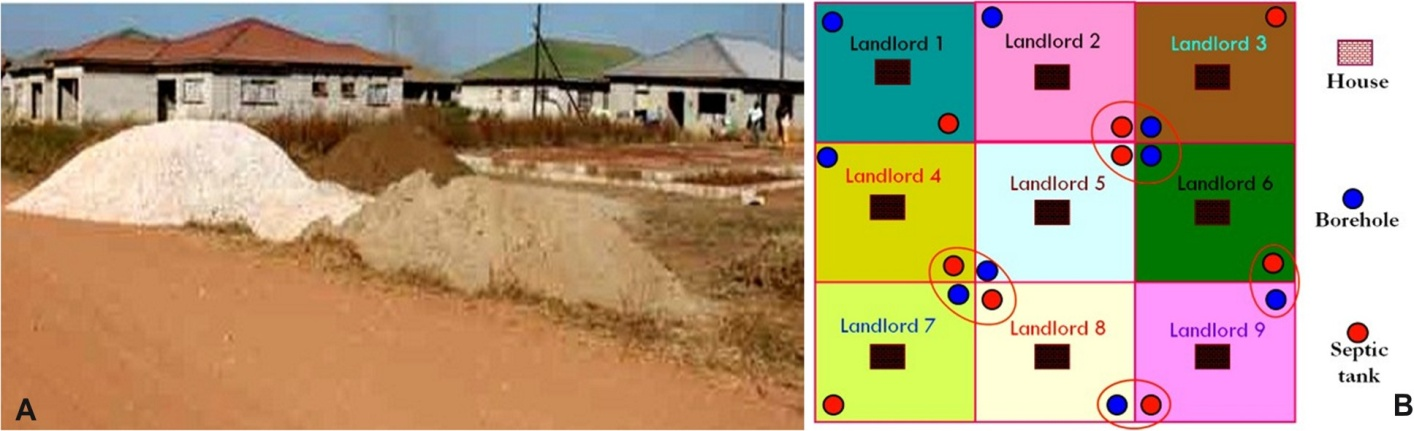 A
Landlord 1
Landlord 2
Landlord 3
Landlord 4
Landlord 5
Landlord 6
Landlord 7
Landlord 8
Landlord 9
House
Borehole
Septic
tank
B